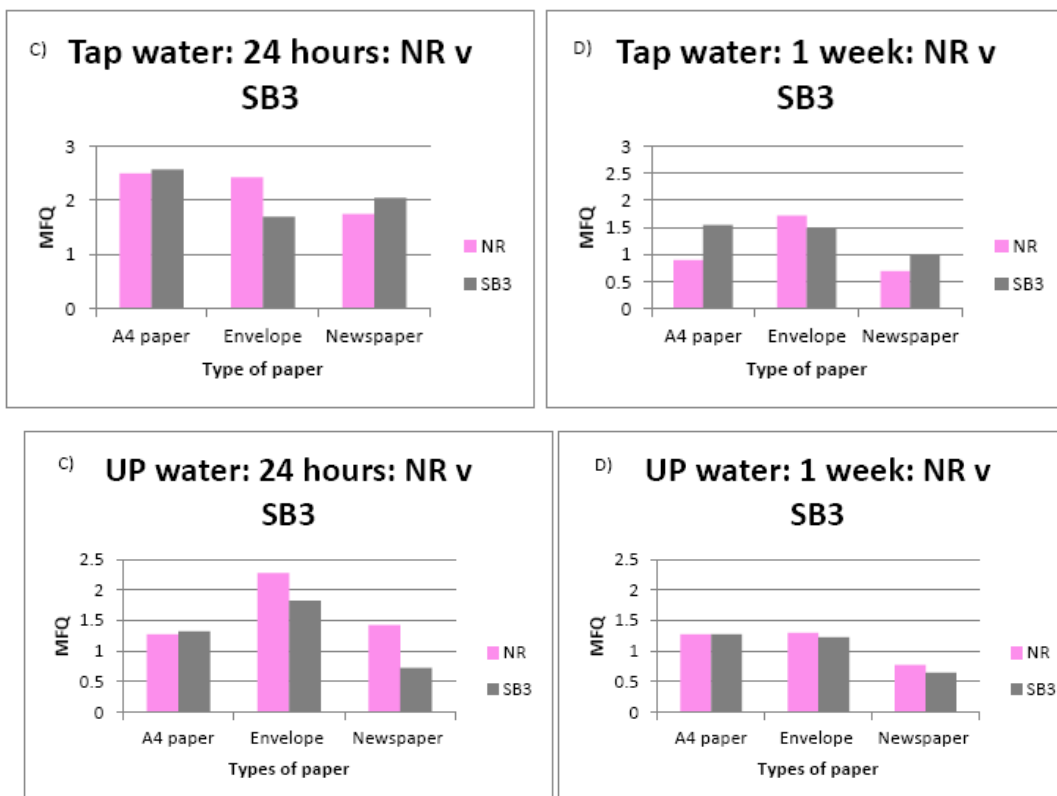 C) Tap water: 24 hours: NR v
SB3
3
2
1
0
MFQ
A4 paper Envelope Newspaper
Type of paper
NR
SB3
D) Tap water: 1 week: NR v
SB3
3
2.5
2
1.5
1
0.5
0
MFQ
A4 paper Envelope Newspaper
Type of paper
NR
SB3
C) UP water: 24 hours: NR v
SB3
2.5
2
1.5
1
0.5
0
MFQ
A4 paper Envelope Newspaper
Types of paper
NR
SB3
D) UP water: 1 week: NR v
SB3
2.5
2
1.5
1
0.5
0
MFQ
A4 paper Envelope Newspaper
Types of paper
NR
SB3